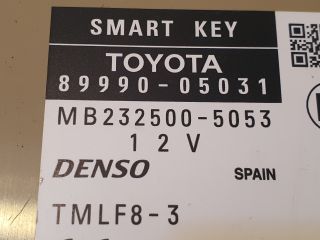 SMART KEY
TOYOTA
89990-05031
MB232500-5053
12V
DENSO SPAIN
TMLF8-3